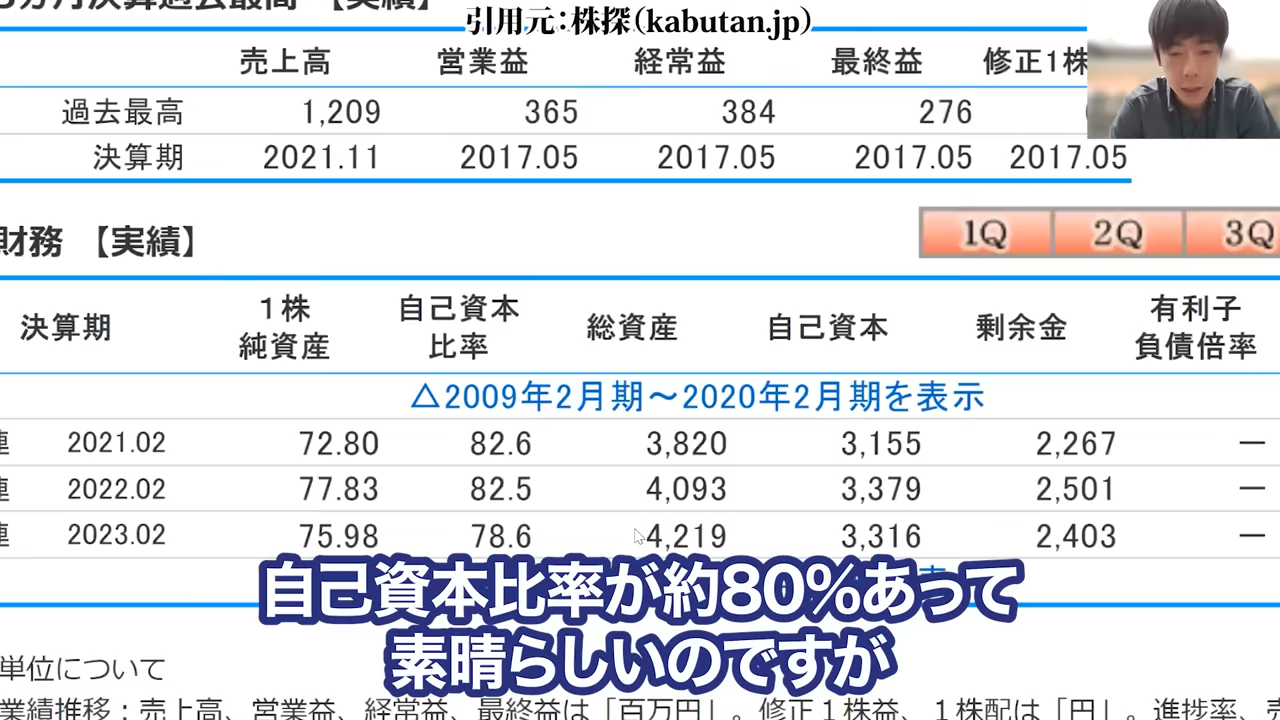 3ヵ月決算過去最高 【実績】
引用元:株探(kabutan.jp)
売上高 営業益 経常益 最終益 修正1株
過去最高 1,209 365 384 276
決算期 2021.11 2017.05 2017.05 2017.05 2017.05
財務 【実績】
1Q 2Q 3Q
決算期 1株純資産 自己資本比率 総資産 自己資本 剰余金 有利子負債倍率
△2009年2月期~2020年2月期を表示
連 2021.02 72.80 82.6 3,820 3,155 2,267 ー
連 2022.02 77.83 82.5 4,093 3,379 2,501 ー
連 2023.02 75.98 78.6 4,219 3,316 2,403 ー
自己資本比率が約80%あって
素晴らしいのですが
単位について
業績推移:売上高、営業益、経常益、最終益は「百万円」。修正1株益、1株配は「円」。進捗率、売